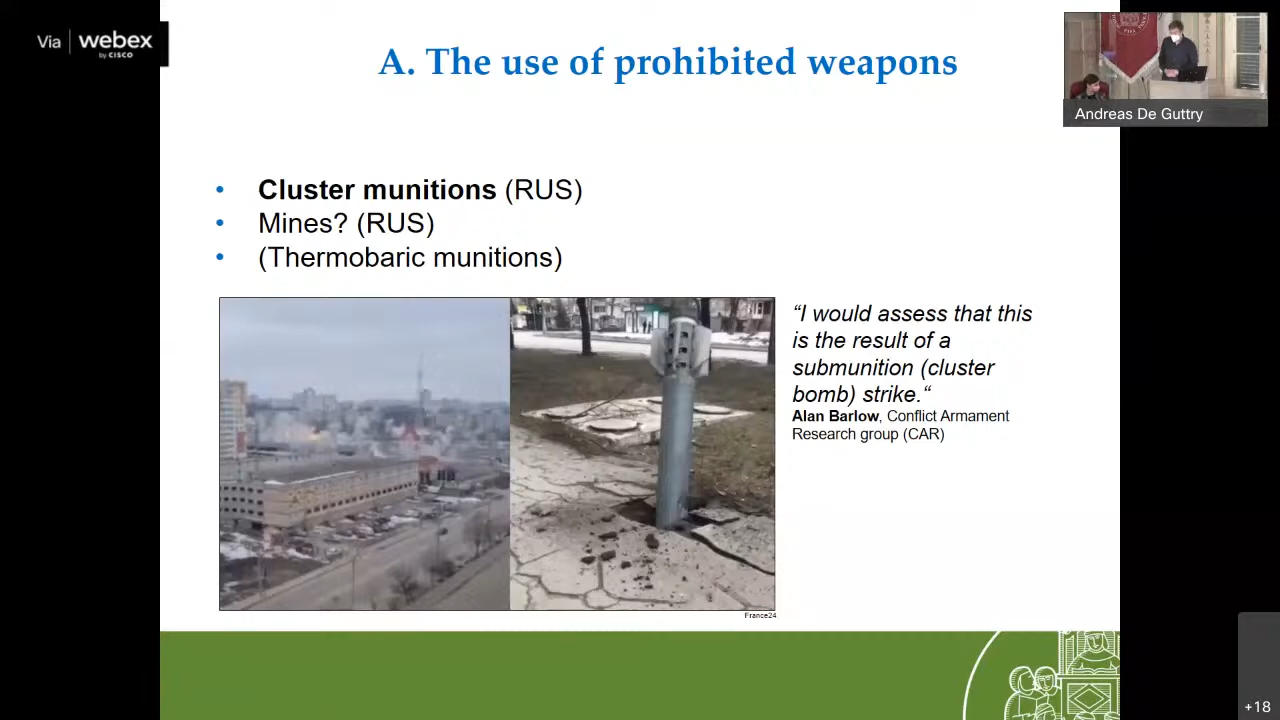 Via webex
by CISCO
A. The use of prohibited weapons
Andreas De Guttry
• Cluster munitions (RUS)
• Mines? (RUS)
• (Thermobaric munitions)
“I would assess that this
is the result of a
submunition (cluster
bomb) strike.“
Alan Barlow, Conflict Armament
Research group (CAR)
France24
+18